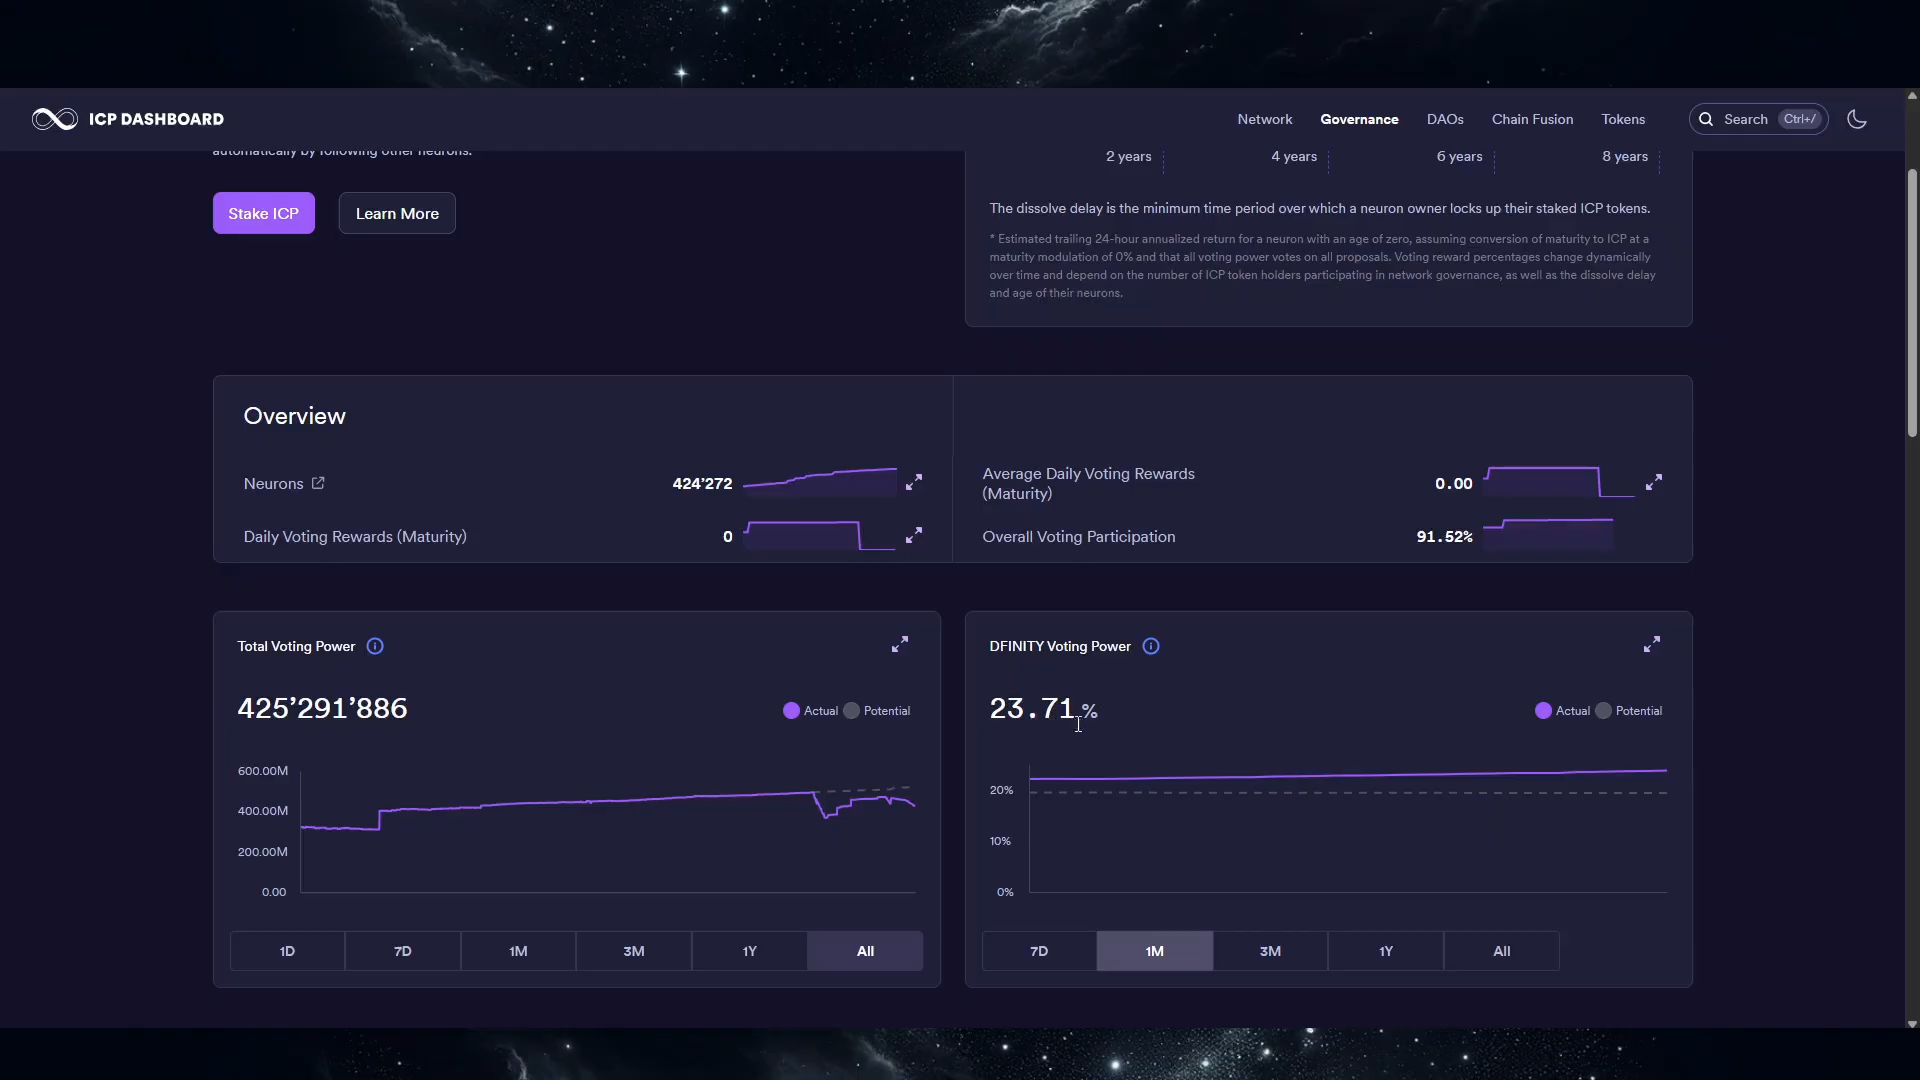 ICP DASHBOARD
Network
Governance
DAOs
Chain Fusion
Tokens
Search
Ctrl+/
automatically by following other neurons.
Stake ICP
Learn More
2 years
4 years
6 years
8 years
The dissolve delay is the minimum time period over which a neuron owner locks up their staked ICP tokens.
* Estimated trailing 24-hour annualized return for a neuron with an age of zero, assuming conversion of maturity to ICP at a
maturity modulation of 0% and that all voting power votes on all proposals. Voting reward percentages change dynamically
over time and depend on the number of ICP token holders participating in network governance, as well as the dissolve delay
and age of their neurons.
Overview
Neurons
424’272
Daily Voting Rewards (Maturity)
0
Average Daily Voting Rewards
(Maturity)
0.00
Overall Voting Participation
91.52%
Total Voting Power
425’291’886
Actual
Potential
600.00M
400.00M
200.00M
0.00
1D
7D
1M
3M
1Y
All
DFINITY Voting Power
23.71%
Actual
Potential
20%
10%
0%
7D
1M
3M
1Y
All